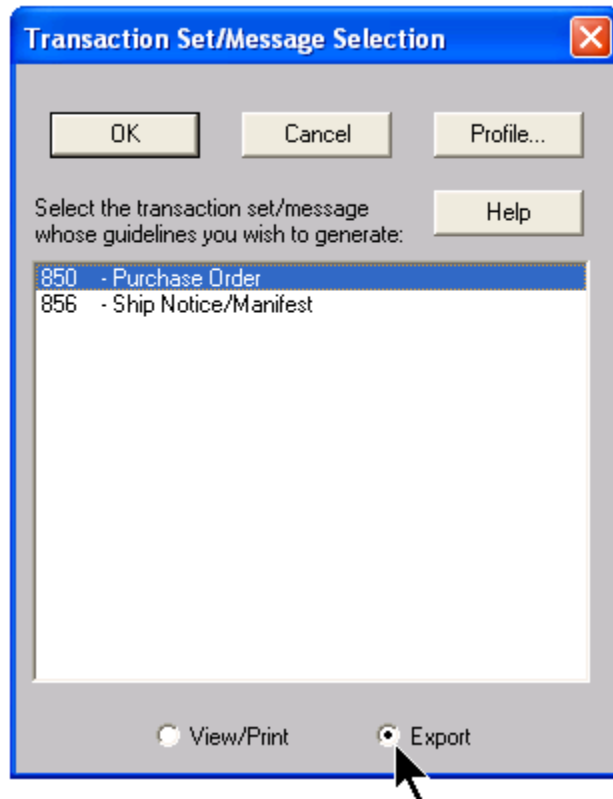 Transaction Set/Message Selection
OK Cancel Profile...
Select the transaction set/message
whose guidelines you wish to generate:
Help
850 - Purchase Order
856 - Ship Notice/Manifest
View/Print Export